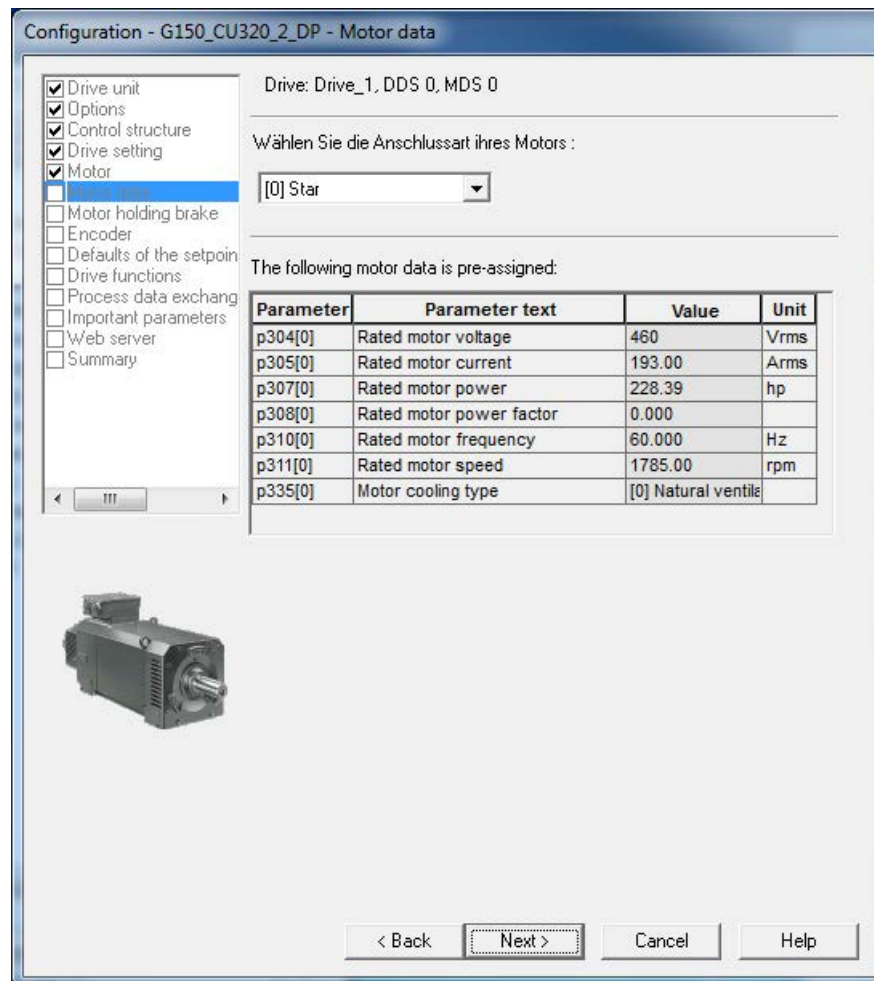 Configuration - G150_CU320_2_DP - Motor data
Drive unit
Options
Control structure
Drive setting
Motor
Motor holding brake
Encoder
Defaults of the setpoin
Drive functions
Process data exchang
Important parameters
Web server
Summary
Drive: Drive_1, DDS 0, MDS 0
Wählen Sie die Anschlussart ihres Motors :
[0] Star
The following motor data is pre-assigned:
Parameter Parameter text Value Unit
p304[0] Rated motor voltage 460 Vrms
p305[0] Rated motor current 193.00 Arms
p307[0] Rated motor power 228.39 hp
p308[0] Rated motor power factor 0.000
p310[0] Rated motor frequency 60.000 Hz
p311[0] Rated motor speed 1785.00 rpm
p335[0] Motor cooling type [0] Natural ventila
< Back Next > Cancel Help